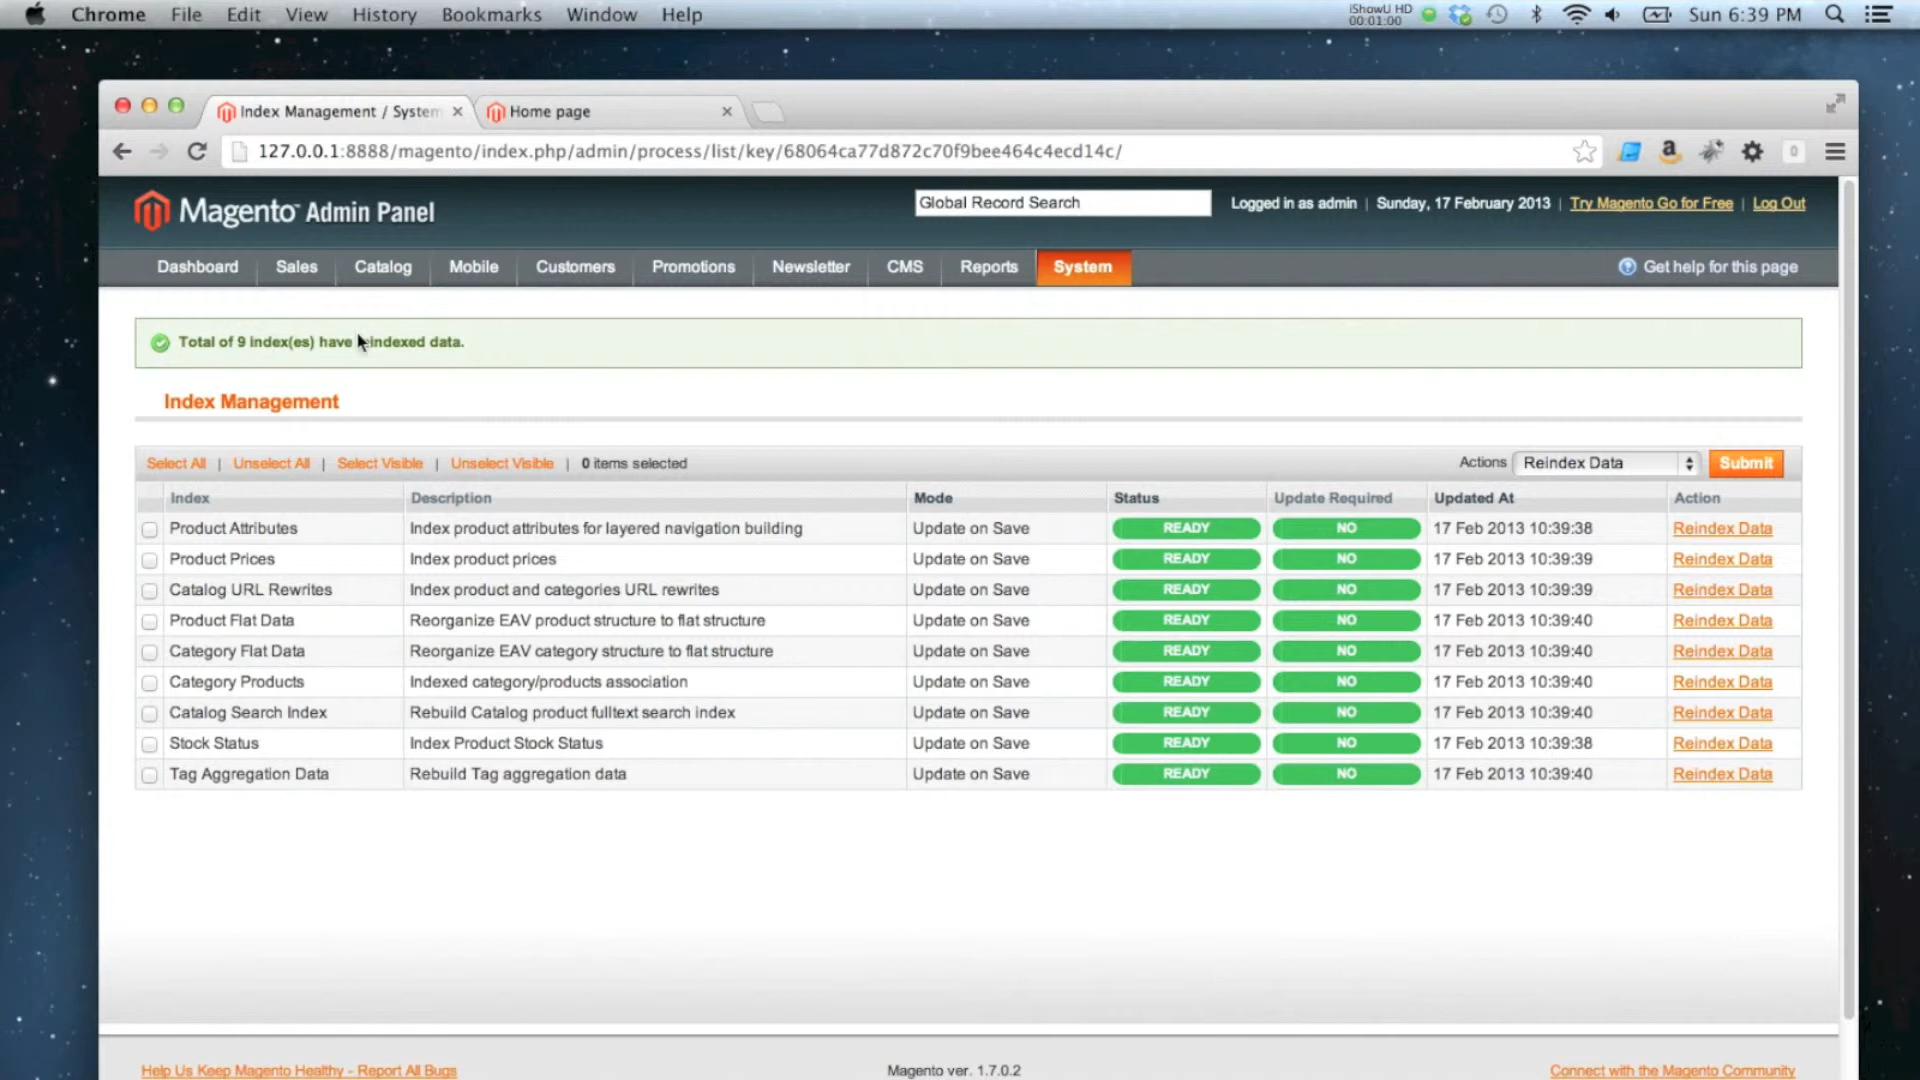 Chrome File Edit View History Bookmarks Window Help
iShowU HD
00:01:00
Sun 6:39 PM
Index Management / System
Home page
127.0.0.1:8888/magento/index.php/admin/process/list/key/68064ca77d872c70f9bee464c4ecd14c/
Magento Admin Panel
Global Record Search
Logged in as admin | Sunday, 17 February 2013 | Try Magento Go for Free | Log Out
Dashboard Sales Catalog Mobile Customers Promotions Newsletter CMS Reports System
Get help for this page
Total of 9 index(es) have reindexed data.
Index Management
Select All | Unselect All | Select Visible | Unselect Visible | 0 items selected
Actions Reindex Data Submit
Index Description Mode Status Update Required Updated At Action
Product Attributes Index product attributes for layered navigation building Update on Save READY NO 17 Feb 2013 10:39:38 Reindex Data
Product Prices Index product prices Update on Save READY NO 17 Feb 2013 10:39:39 Reindex Data
Catalog URL Rewrites Index product and categories URL rewrites Update on Save READY NO 17 Feb 2013 10:39:39 Reindex Data
Product Flat Data Reorganize EAV product structure to flat structure Update on Save READY NO 17 Feb 2013 10:39:40 Reindex Data
Category Flat Data Reorganize EAV category structure to flat structure Update on Save READY NO 17 Feb 2013 10:39:40 Reindex Data
Category Products Indexed category/products association Update on Save READY NO 17 Feb 2013 10:39:40 Reindex Data
Catalog Search Index Rebuild Catalog product fulltext search index Update on Save READY NO 17 Feb 2013 10:39:40 Reindex Data
Stock Status Index Product Stock Status Update on Save READY NO 17 Feb 2013 10:39:38 Reindex Data
Tag Aggregation Data Rebuild Tag aggregation data Update on Save READY NO 17 Feb 2013 10:39:40 Reindex Data
Help Us Keep Magento Healthy - Report All Bugs
Magento ver. 1.7.0.2
Connect with the Magento Community